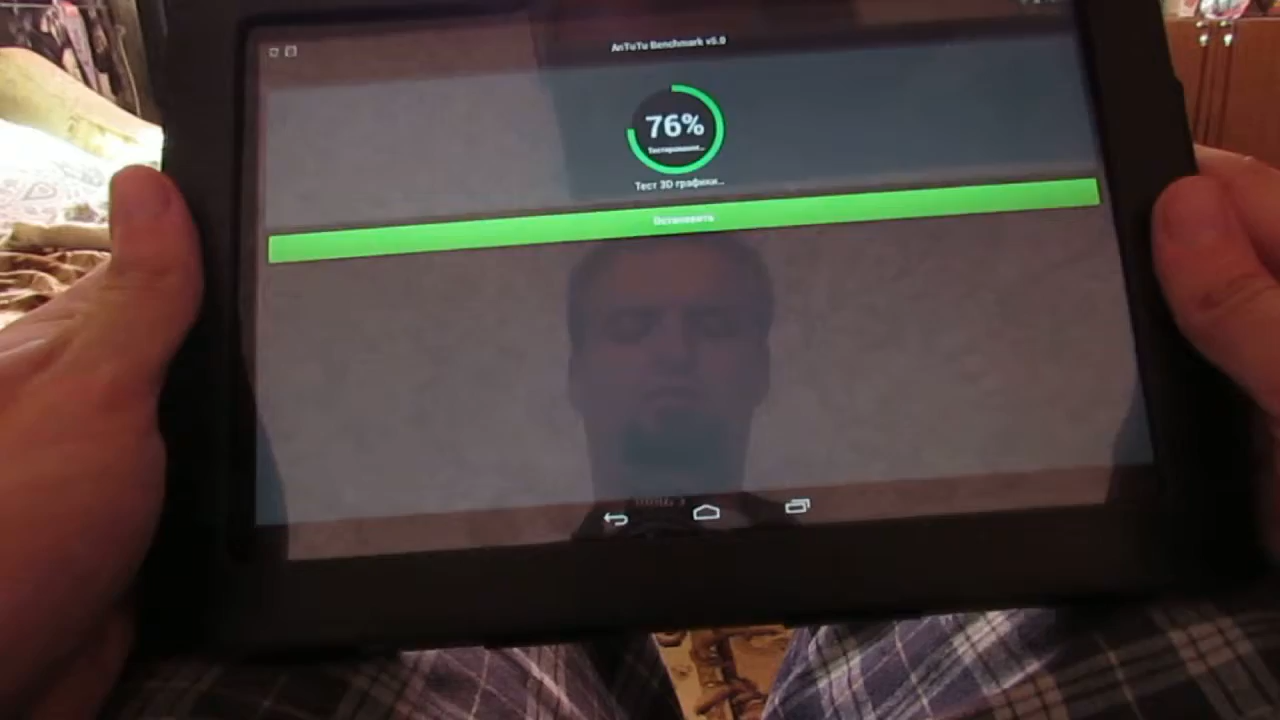 AnTuTu Benchmark v5.0
76%
Тестирование...
Тест 3D графики...
Остановить